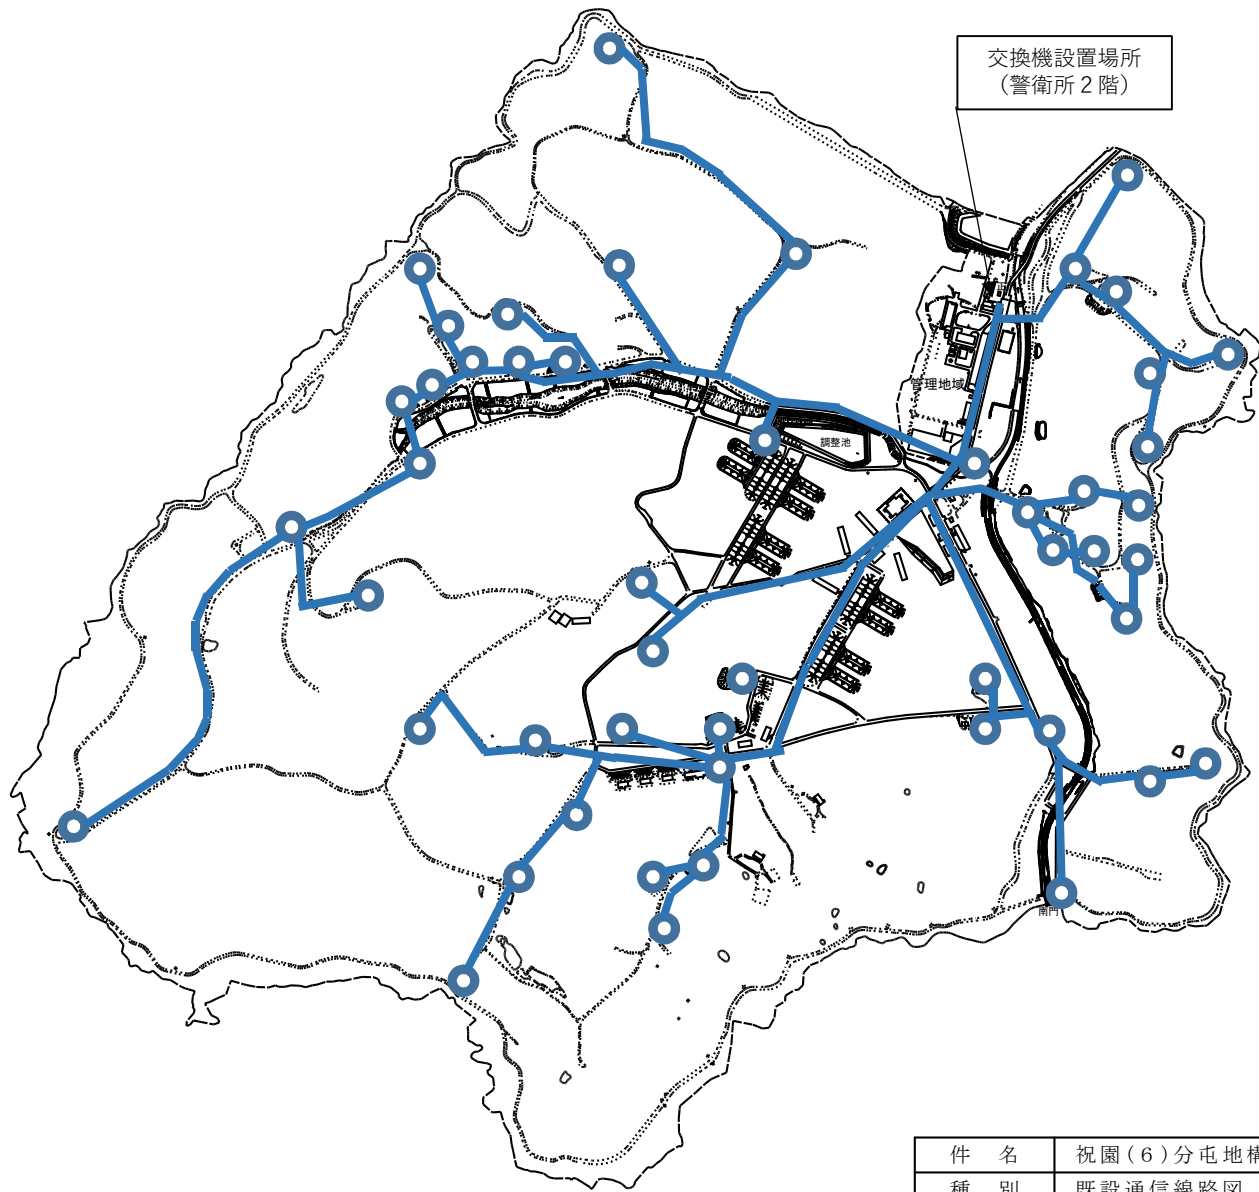 交換機設置場所
（警衛所２階）
管理地域
調整池
南門
件 名 祝園(6)分屯地構
種 別 既設通信線路図